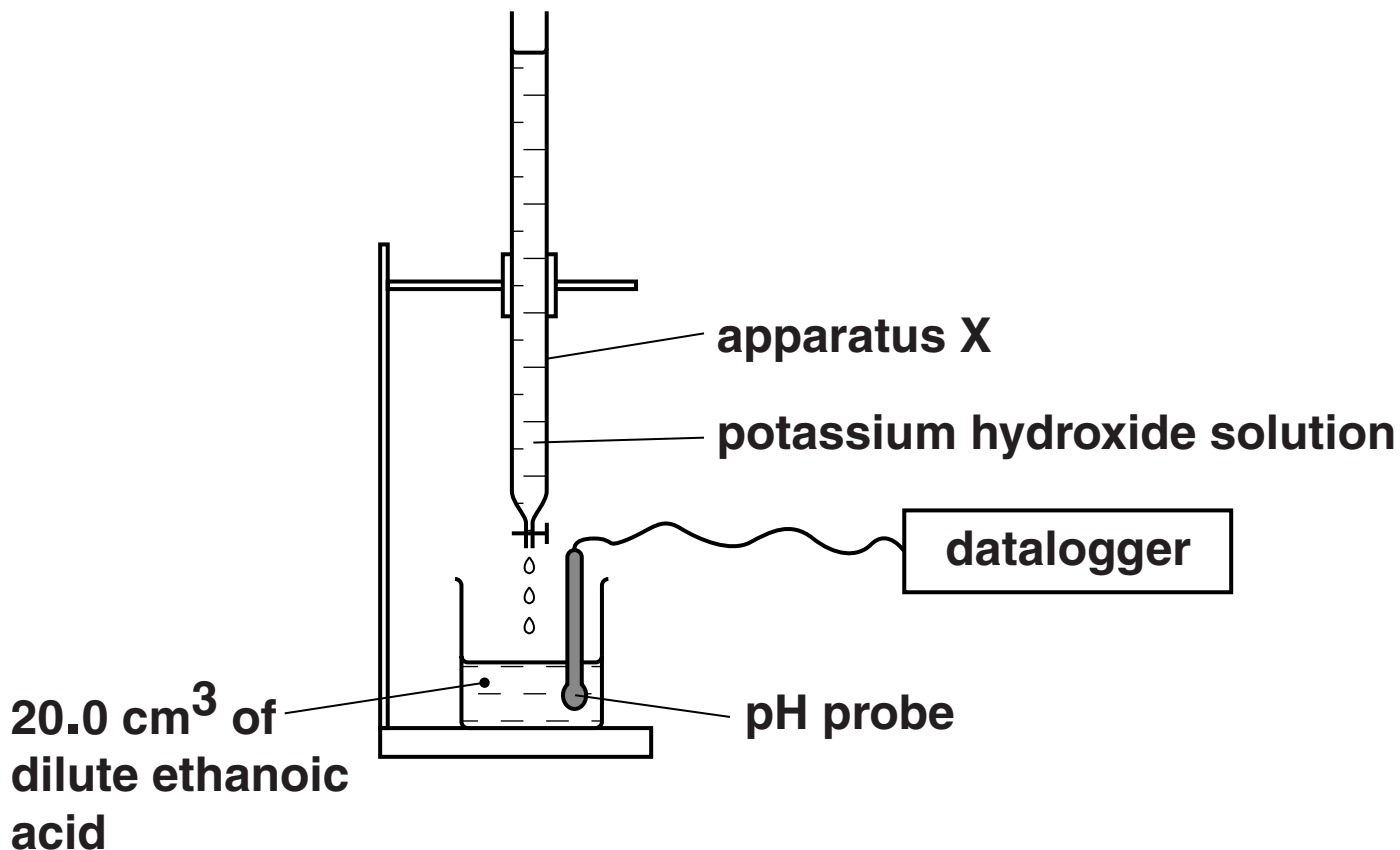 apparatus X
potassium hydroxide solution
datalogger
20.0 cm³ of
dilute ethanoic
acid
pH probe